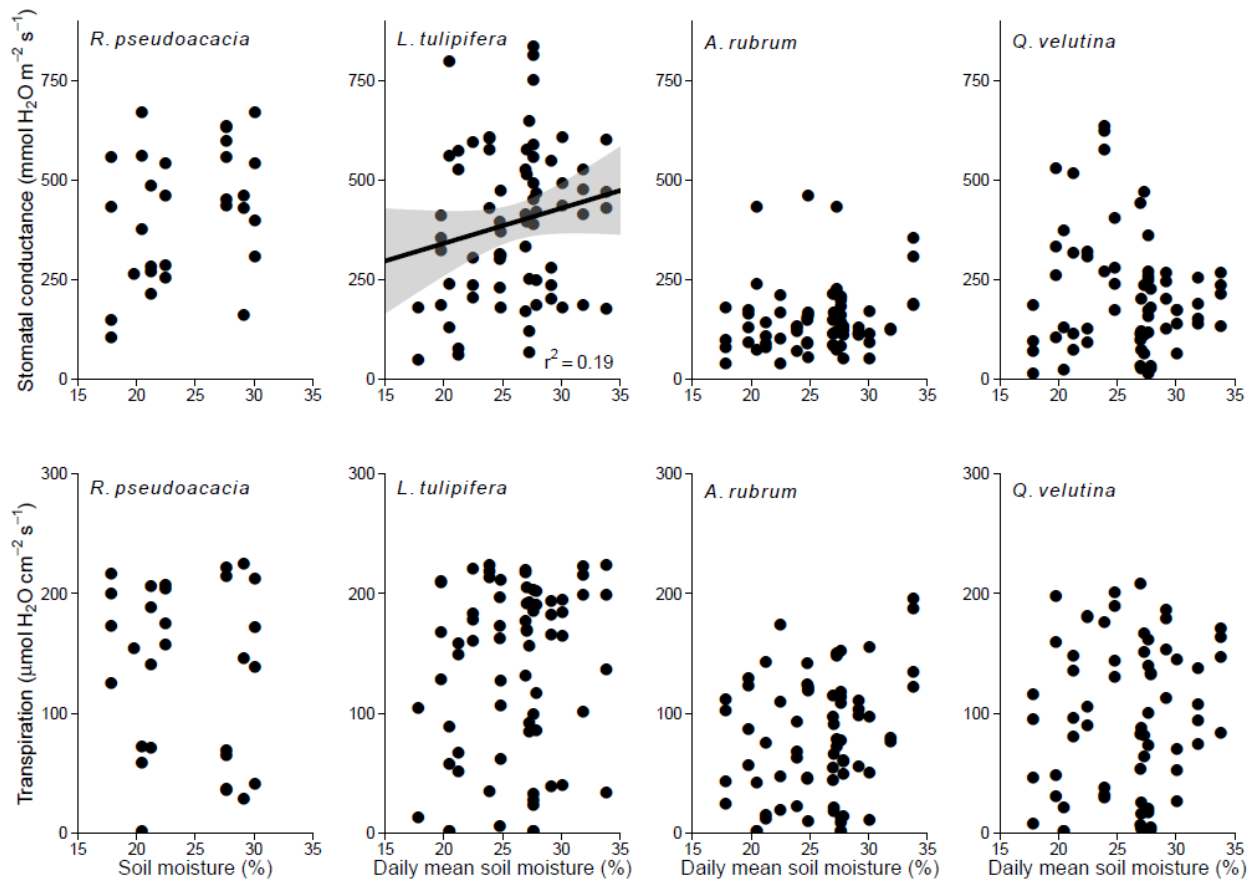 Stomatal conductance (mmol H₂O m⁻² s⁻¹)
R. pseudoacacia
750
500
250
0
15 20 25 30 35
L. tulipifera
750
500
250
0
r² = 0.19
15 20 25 30 35
A. rubrum
750
500
250
0
15 20 25 30 35
Q. velutina
750
500
250
0
15 20 25 30 35
Transpiration (µmol H₂O cm⁻² s⁻¹)
R. pseudoacacia
300
200
100
0
15 20 25 30 35
Soil moisture (%)
L. tulipifera
300
200
100
0
15 20 25 30 35
Daily mean soil moisture (%)
A. rubrum
300
200
100
0
15 20 25 30 35
Daily mean soil moisture (%)
Q. velutina
300
200
100
0
15 20 25 30 35
Daily mean soil moisture (%)